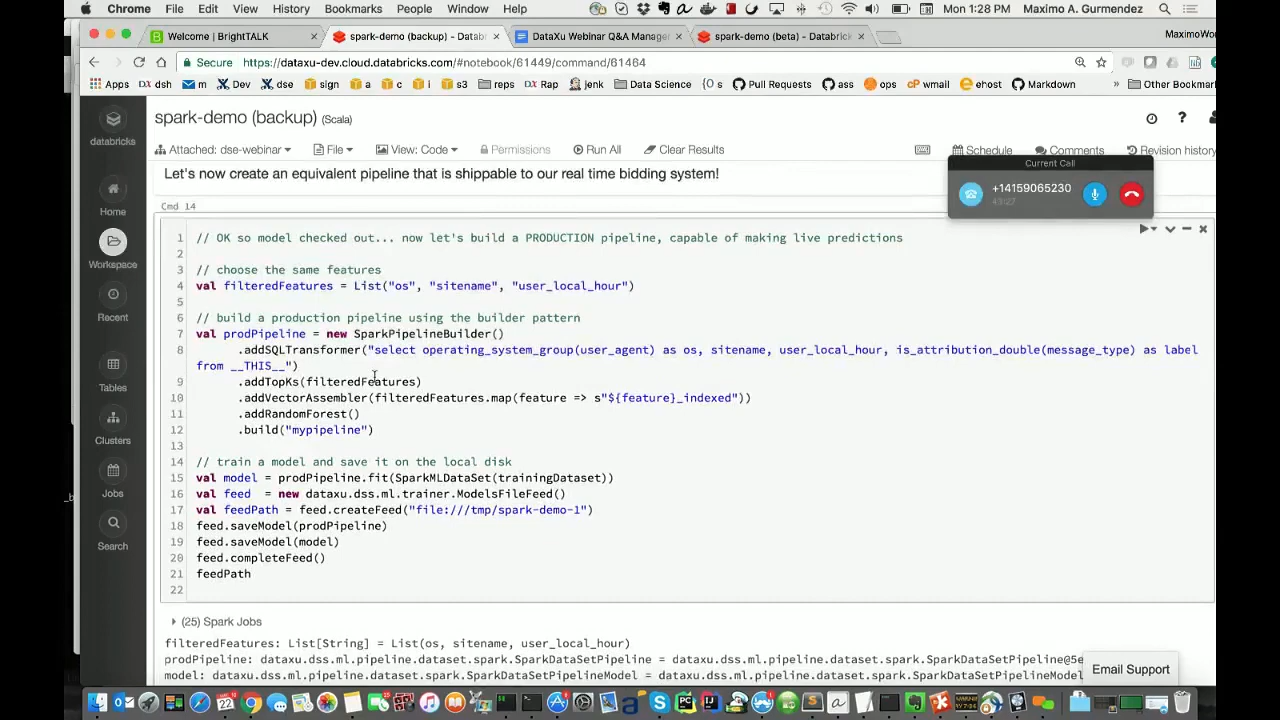 Chrome File Edit View History Bookmarks People Window Help Mon 1:28 PM Maximo A. Gurmendez
Welcome | BrightTALK
spark-demo (backup) - Datab
DataXu Webinar Q&A Manager
spark-demo (beta) - Databrick
MaximoWor
Secure https://dataxu-dev.cloud.databricks.com/#notebook/61449/command/61464
Apps dsh m Dev dse sign a c i s3 reps Rap jenk Data Science s Pull Requests ass ops wmail ehost Markdown » Other Bookmark
databricks
Home
Workspace
Recent
Tables
Clusters
Jobs
Search
spark-demo (backup) (Scala)
Attached: dse-webinar File View: Code Permissions Run All Clear Results Schedule Comments Revision history
Current Call
+14159065230
Let's now create an equivalent pipeline that is shippable to our real time bidding system!
Cmd 14
1 // OK so model checked out... now let's build a PRODUCTION pipeline, capable of making live predictions
2
3 // choose the same features
4 val filteredFeatures = List("os", "sitename", "user_local_hour")
5
6 // build a production pipeline using the builder pattern
7 val prodPipeline = new SparkPipelineBuilder()
8 .addSQLTransformer("select operating_system_group(user_agent) as os, sitename, user_local_hour, is_attribution_double(message_type) as label
from __THIS__")
9 .addTopKs(filteredFeatures)
10 .addVectorAssembler(filteredFeatures.map(feature => s"${feature}_indexed"))
11 .addRandomForest()
12 .build("mypipeline")
13
14 // train a model and save it on the local disk
15 val model = prodPipeline.fit(SparkMLDataSet(trainingDataset))
16 val feed = new dataxu.dss.ml.trainer.ModelsFileFeed()
17 val feedPath = feed.createFeed("file:///tmp/spark-demo-1")
18 feed.saveModel(prodPipeline)
19 feed.saveModel(model)
20 feed.completeFeed()
21 feedPath
22
(25) Spark Jobs
filteredFeatures: List[String] = List(os, sitename, user_local_hour)
prodPipeline: dataxu.dss.ml.pipeline.dataset.spark.SparkDataSetPipeline = dataxu.dss.ml.pipeline.dataset.spark.SparkDataSetPipeline@5e
model: dataxu.dss.ml.pipeline.dataset.spark.SparkDataSetPipelineModel = dataxu.dss.ml.pipeline.dataset.spark.SparkDataSetPipelineModel
Email Support